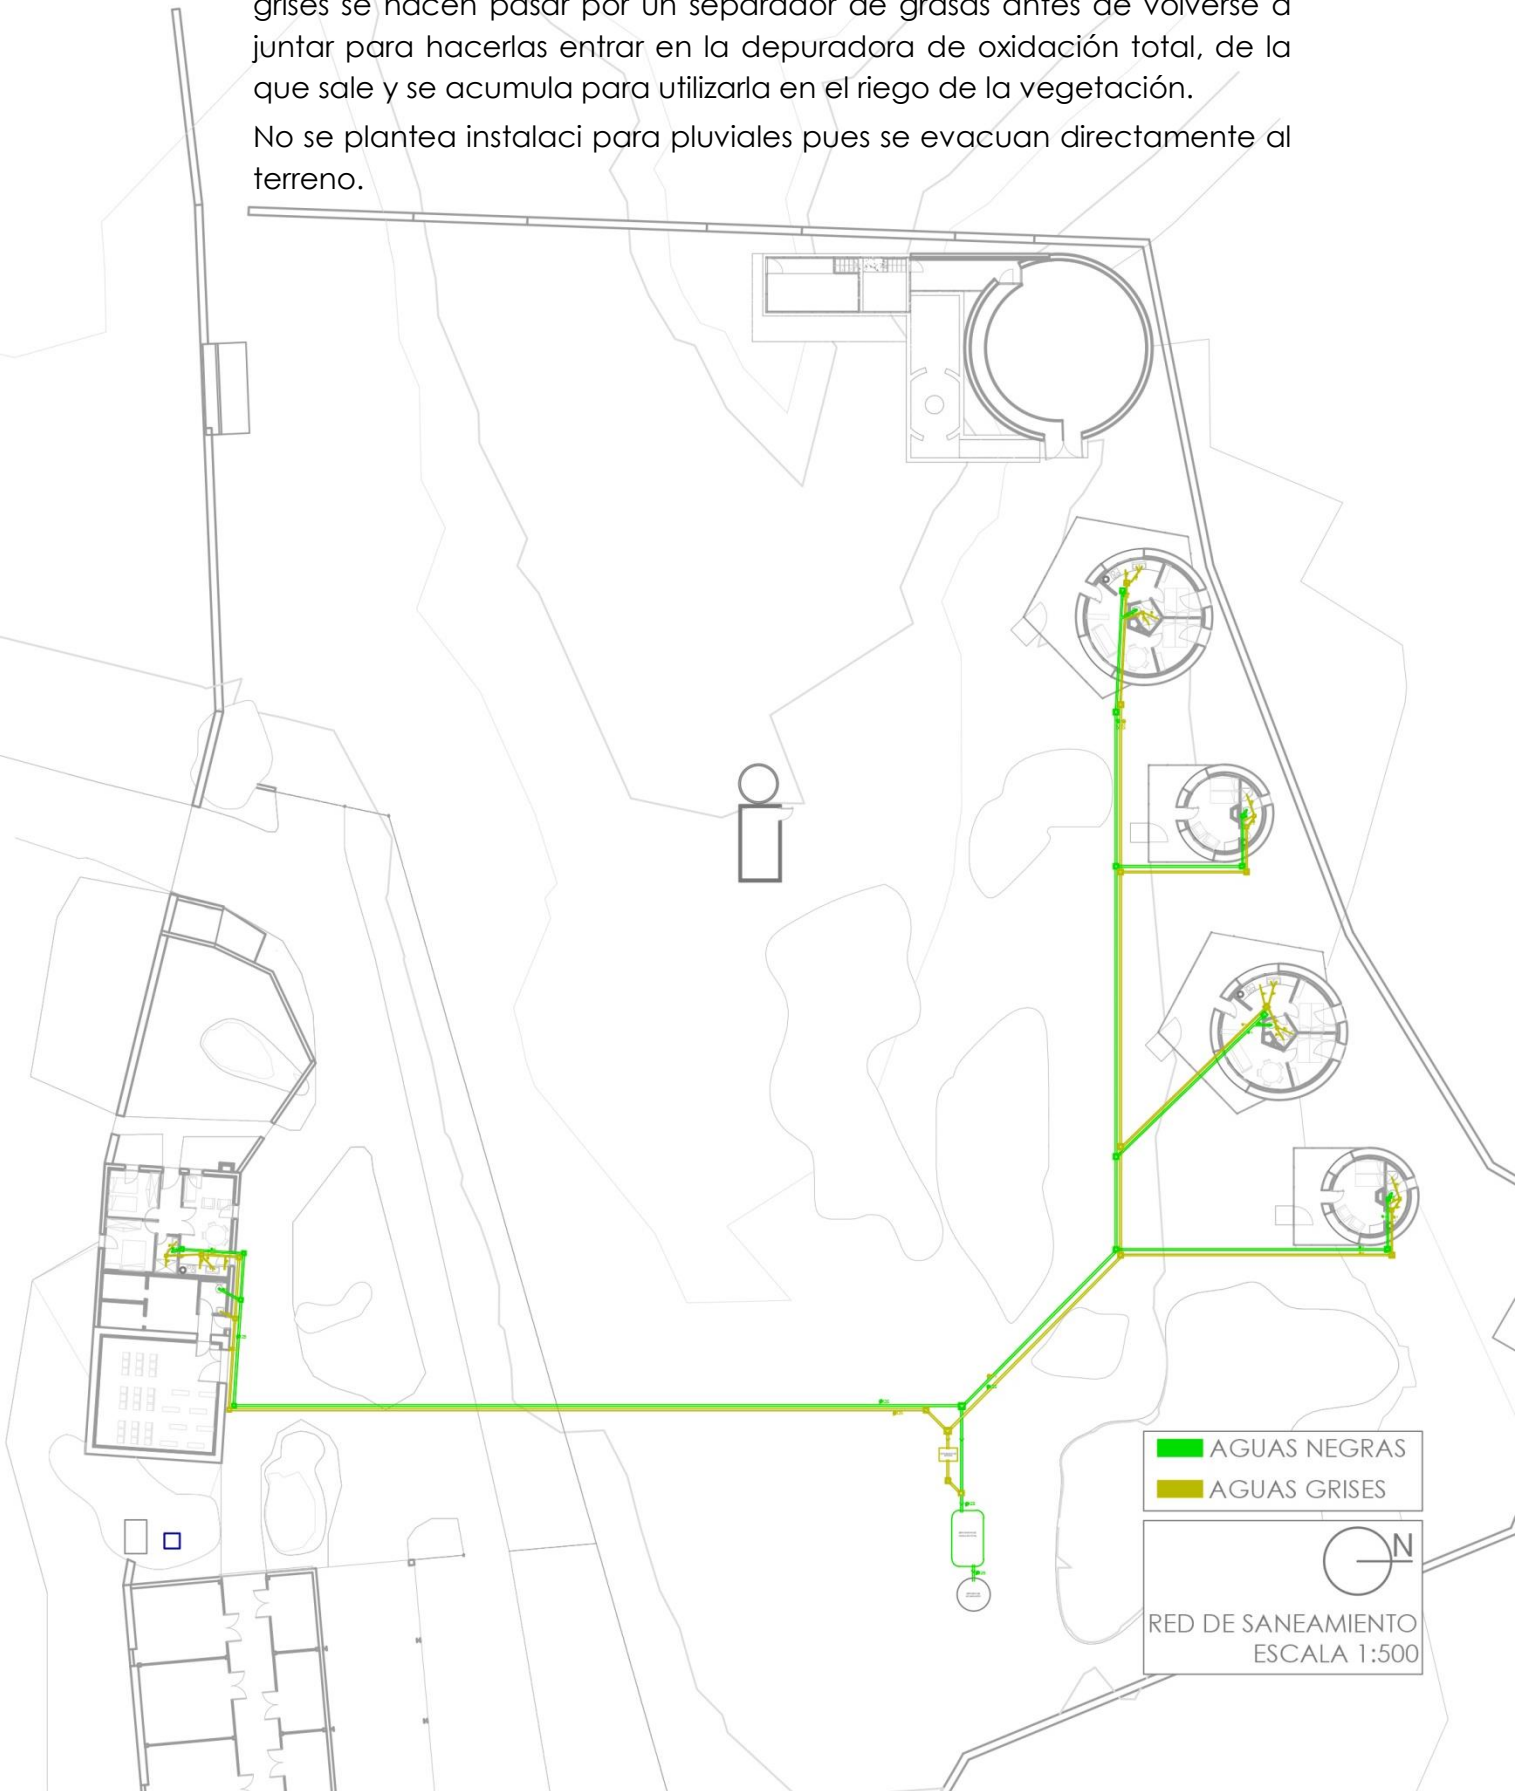 grises se hacen pasar por un separador de grasas antes de volverse a
juntar para hacerlas entrar en la depuradora de oxidación total, de la
que sale y se acumula para utilizarla en el riego de la vegetación.
No se plantea instalaci para pluviales pues se evacuan directamente al
terreno.
AGUAS NEGRAS
AGUAS GRISES
N
RED DE SANEAMIENTO
ESCALA 1:500